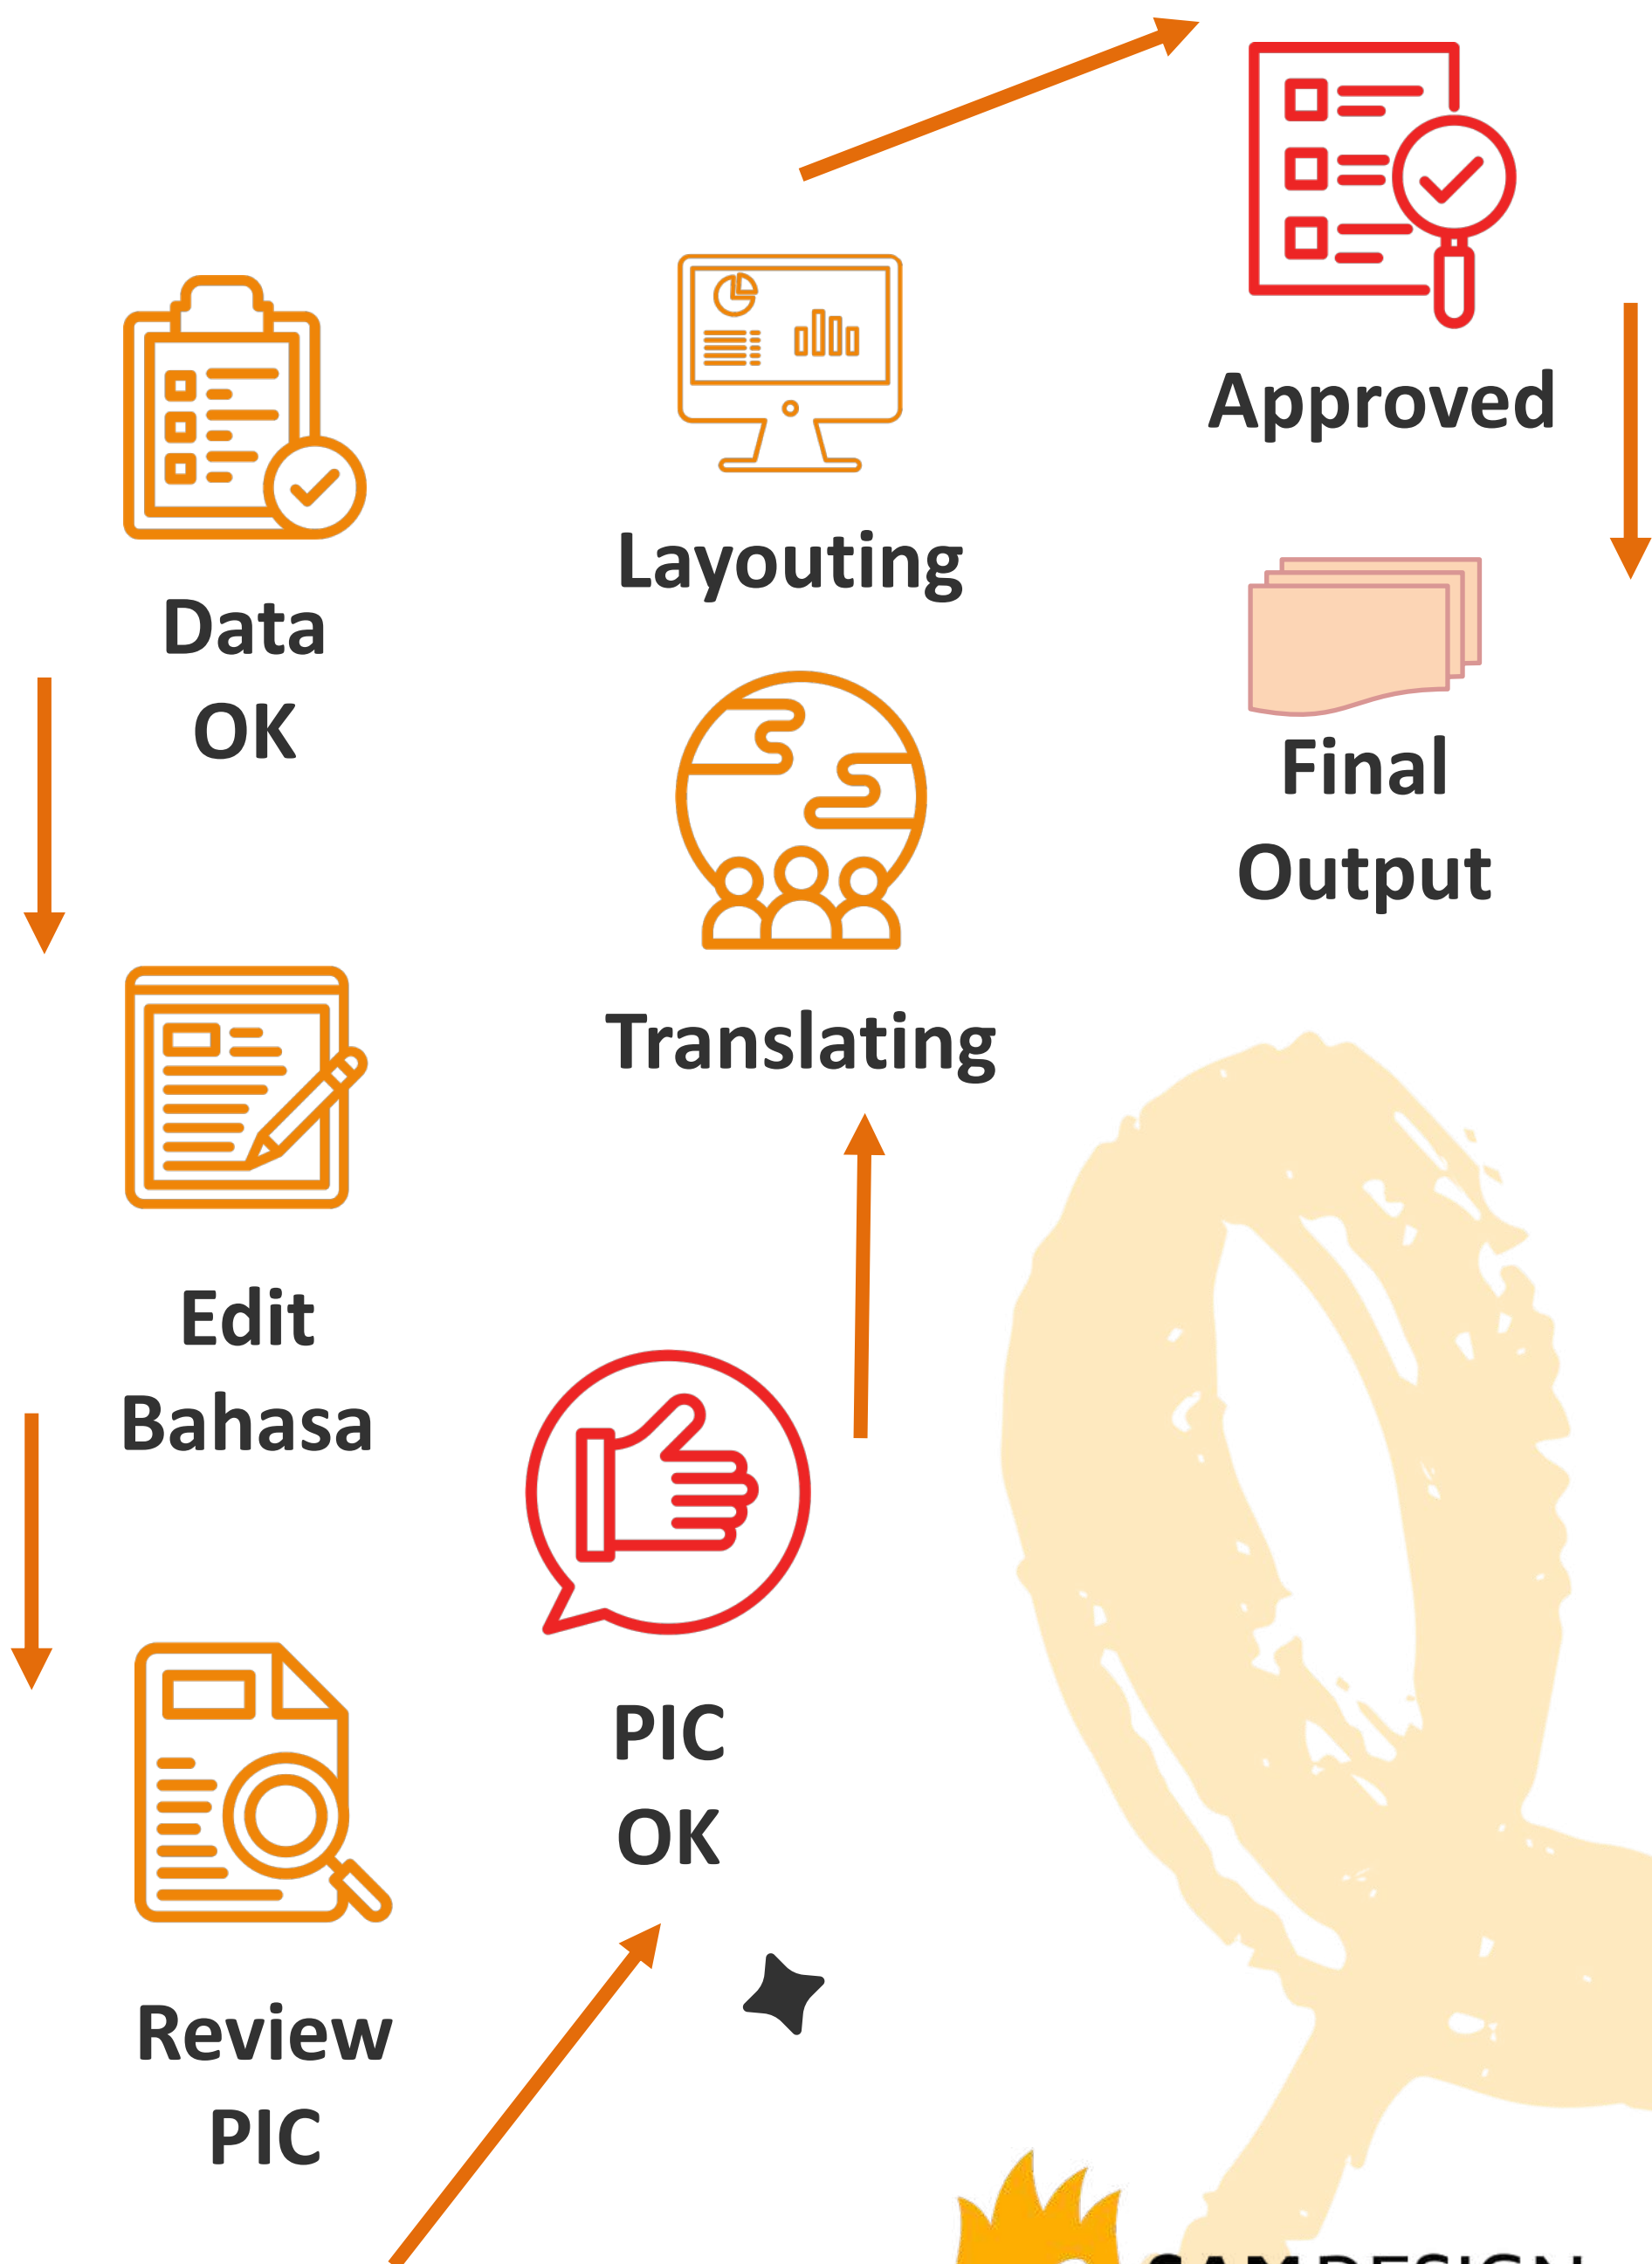 Data
OK
Edit
Bahasa
Review
PIC
PIC
OK
Translating
Layouting
Approved
Final
Output